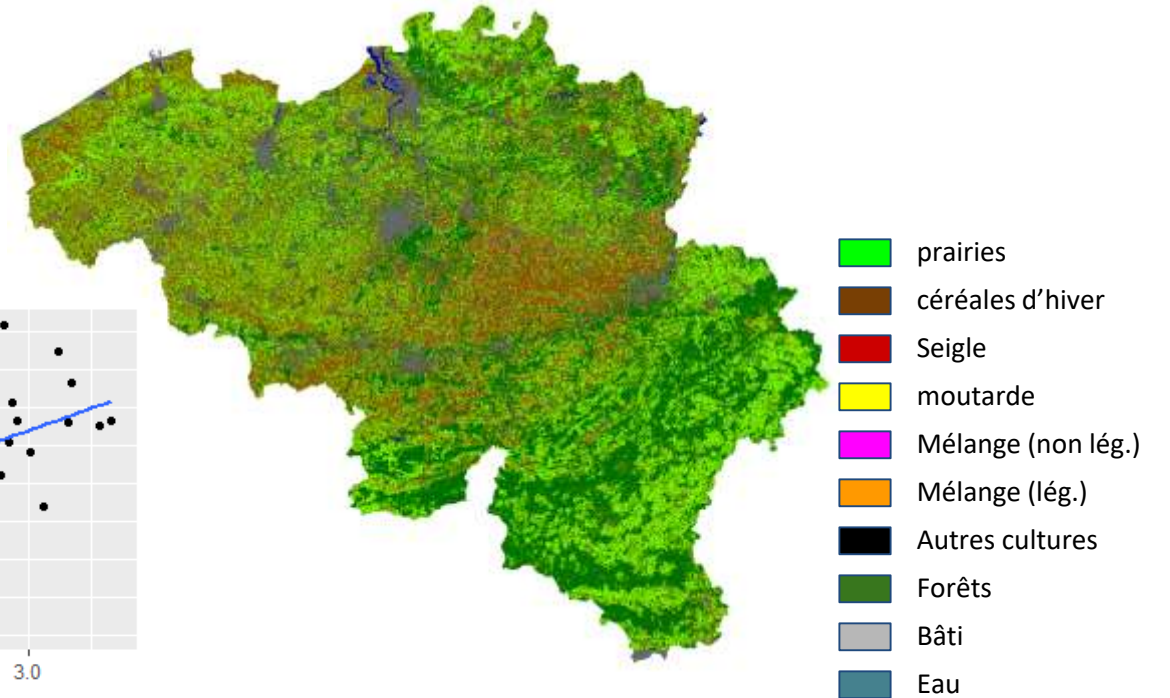 prairies
céréales d’hiver
Seigle
moutarde
Mélange (non lég.)
Mélange (lég.)
Autres cultures
Forêts
Bâti
Eau
3.0